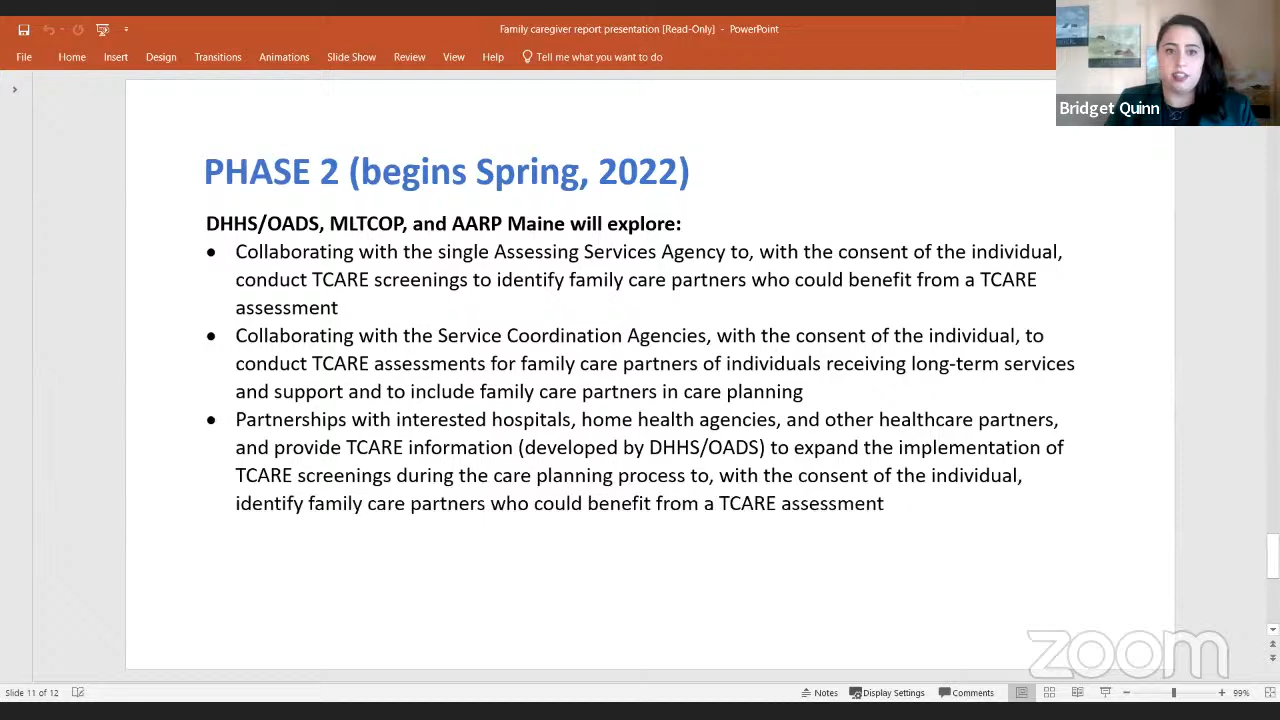 Family caregiver report presentation [Read-Only] - PowerPoint
File Home Insert Design Transitions Animations Slide Show Review View Help Tell me what you want to do
Bridget Quinn
PHASE 2 (begins Spring, 2022)
DHHS/OADS, MLTCOP, and AARP Maine will explore:
• Collaborating with the single Assessing Services Agency to, with the consent of the individual,
conduct TCARE screenings to identify family care partners who could benefit from a TCARE
assessment
• Collaborating with the Service Coordination Agencies, with the consent of the individual, to
conduct TCARE assessments for family care partners of individuals receiving long-term services
and support and to include family care partners in care planning
• Partnerships with interested hospitals, home health agencies, and other healthcare partners,
and provide TCARE information (developed by DHHS/OADS) to expand the implementation of
TCARE screenings during the care planning process to, with the consent of the individual,
identify family care partners who could benefit from a TCARE assessment
zoom
Slide 11 of 12 Notes Display Settings Comments 99%